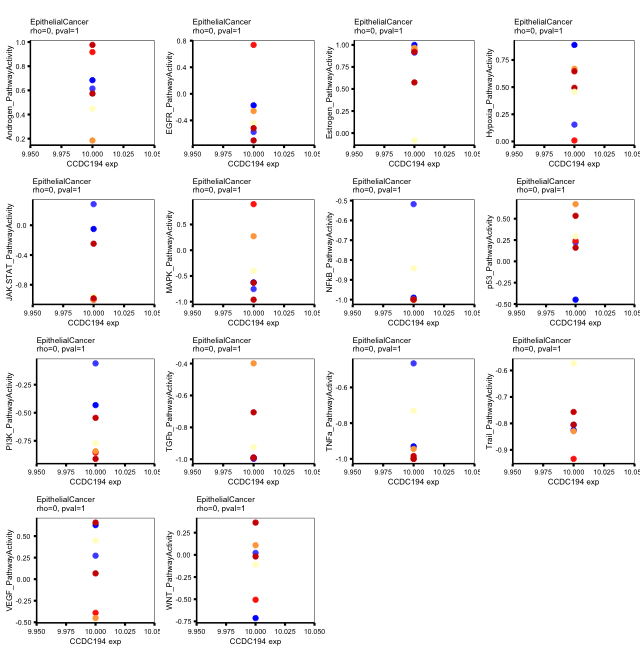 EpithelialCancer
rho=0, pval=1
Androgen_PathwayActivity
1.0
0.8
0.6
0.4
0.2
9.950 9.975 10.000 10.025 10.05
CCDC194 exp
EpithelialCancer
rho=0, pval=1
EGFR_PathwayActivity
0.8
0.4
0.0
-0.4
9.950 9.975 10.000 10.025 10.05
CCDC194 exp
EpithelialCancer
rho=0, pval=1
Estrogen_PathwayActivity
1.00
0.75
0.50
0.25
0.00
9.950 9.975 10.000 10.025 10.05
CCDC194 exp
EpithelialCancer
rho=0, pval=1
Hypoxia_PathwayActivity
0.75
0.50
0.25
0.00
9.950 9.975 10.000 10.025 10.05
CCDC194 exp
EpithelialCancer
rho=0, pval=1
JAK.STAT_PathwayActivity
0.0
-0.4
-0.8
9.950 9.975 10.000 10.025 10.05
CCDC194 exp
EpithelialCancer
rho=0, pval=1
MAPK_PathwayActivity
0.5
0.0
-0.5
-1.0
9.950 9.975 10.000 10.025 10.05
CCDC194 exp
EpithelialCancer
rho=0, pval=1
NFkB_PathwayActivity
-0.5
-0.6
-0.7
-0.8
-0.9
-1.0
9.950 9.975 10.000 10.025 10.05
CCDC194 exp
EpithelialCancer
rho=0, pval=1
p53_PathwayActivity
0.50
0.25
0.00
-0.25
-0.50
9.950 9.975 10.000 10.025 10.05
CCDC194 exp
EpithelialCancer
rho=0, pval=1
PI3K_PathwayActivity
-0.25
-0.50
-0.75
9.950 9.975 10.000 10.025 10.05
CCDC194 exp
EpithelialCancer
rho=0, pval=1
TGFb_PathwayActivity
-0.4
-0.6
-0.8
-1.0
9.950 9.975 10.000 10.025 10.05
CCDC194 exp
EpithelialCancer
rho=0, pval=1
TNFa_PathwayActivity
-0.6
-0.8
-1.0
9.950 9.975 10.000 10.025 10.05
CCDC194 exp
EpithelialCancer
rho=0, pval=1
Trail_PathwayActivity
-0.6
-0.7
-0.8
-0.9
9.950 9.975 10.000 10.025 10.05
CCDC194 exp
EpithelialCancer
rho=0, pval=1
VEGF_PathwayActivity
0.50
0.25
0.00
-0.25
-0.50
9.950 9.975 10.000 10.025 10.05
CCDC194 exp
EpithelialCancer
rho=0, pval=1
WNT_PathwayActivity
0.25
0.00
-0.25
-0.50
-0.75
9.950 9.975 10.000 10.025 10.050
CCDC194 exp